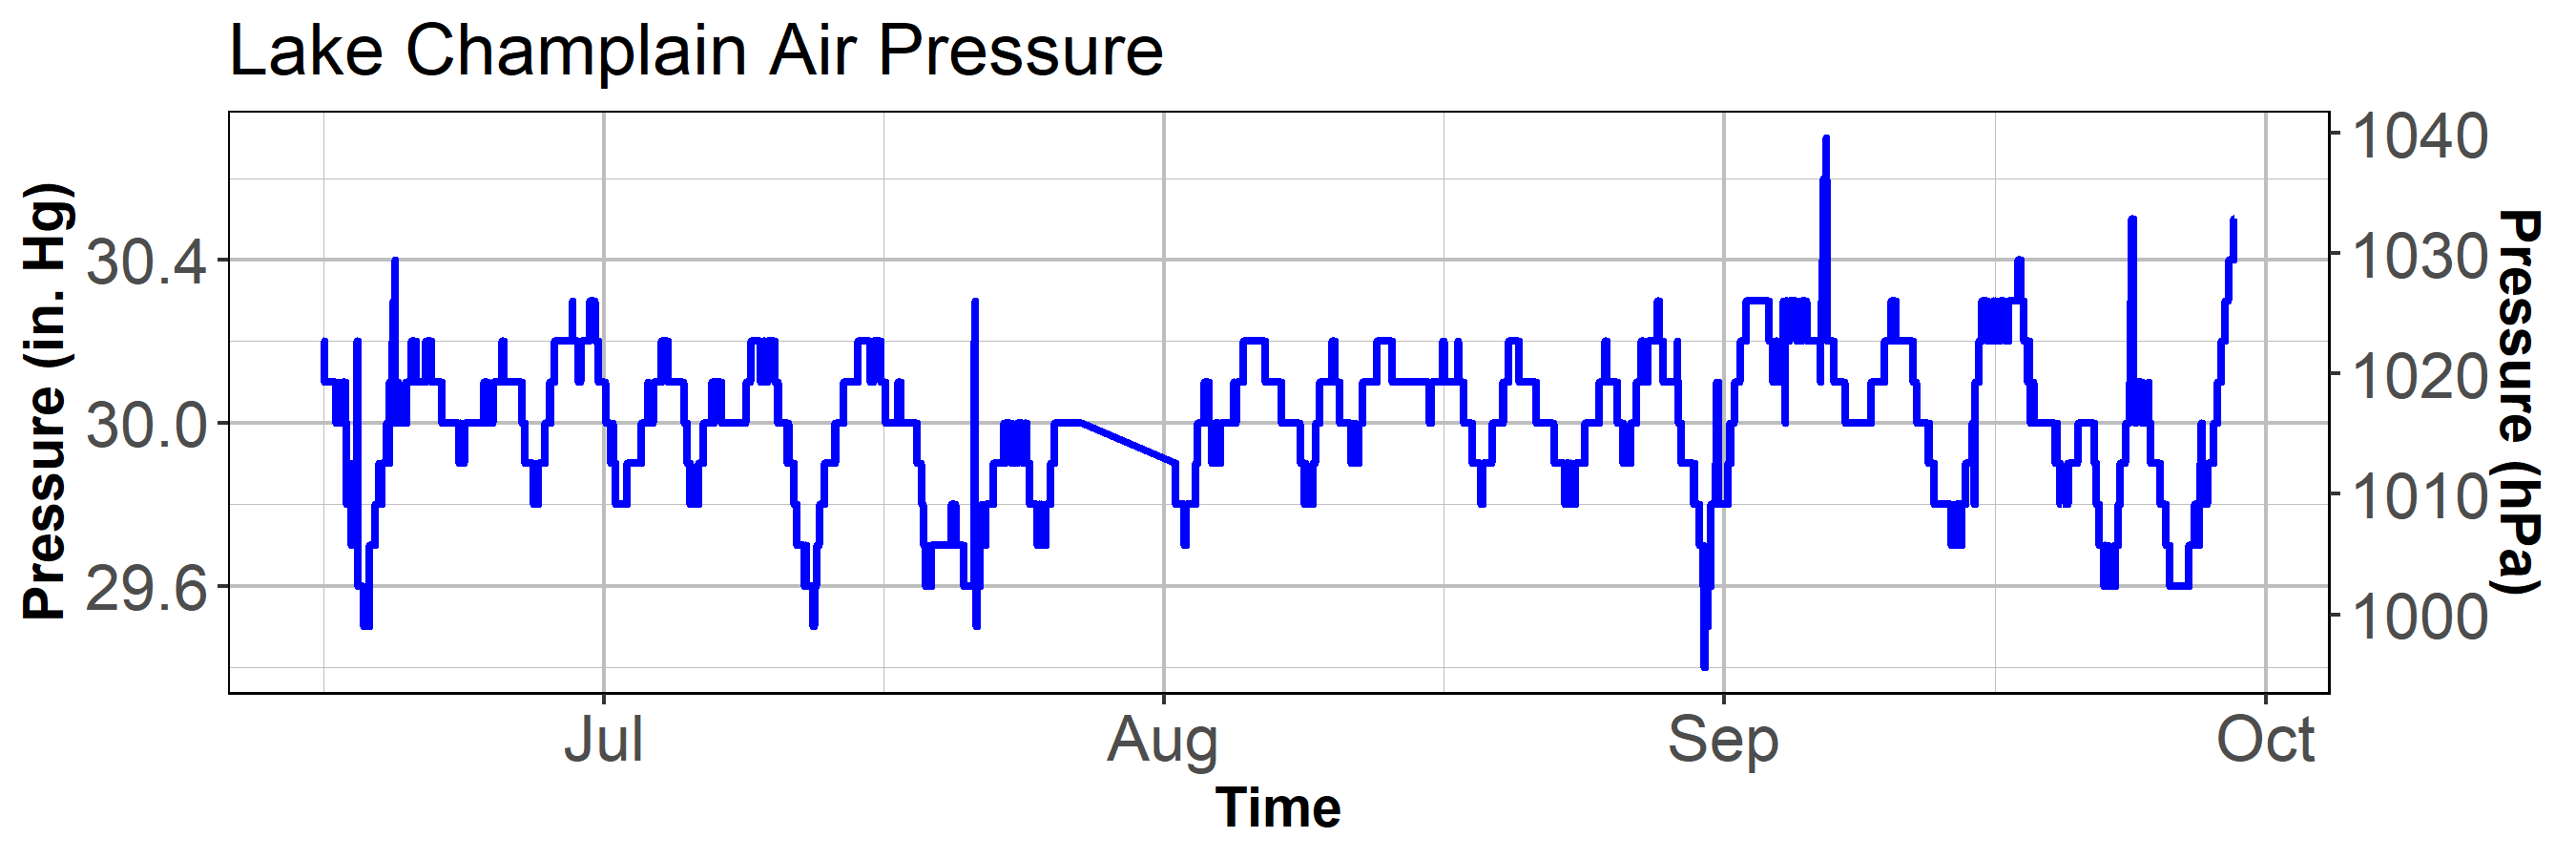 Lake Champlain Air Pressure
Pressure (in. Hg)
30.4
30.0
29.6
1040
1030
1020
1010
1000
Pressure (hPa)
Jul Aug Sep Oct
Time